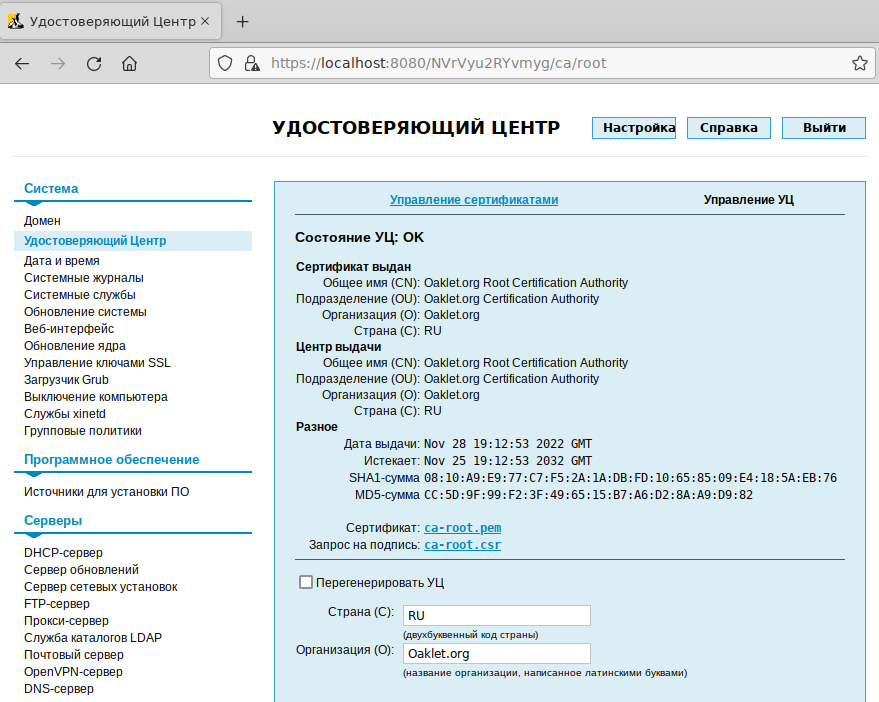 Удостоверяющий Центр
https://localhost:8080/NVrVyu2RYvmyg/ca/root
УДОСТОВЕРЯЮЩИЙ ЦЕНТР
Настройка
Справка
Выйти
Система
Домен
Удостоверяющий Центр
Дата и время
Системные журналы
Системные службы
Обновление системы
Веб-интерфейс
Обновление ядра
Управление ключами SSL
Загрузчик Grub
Выключение компьютера
Службы xinetd
Групповые политики
Программное обеспечение
Источники для установки ПО
Серверы
DHCP-сервер
Сервер обновлений
Сервер сетевых установок
FTP-сервер
Прокси-сервер
Служба каталогов LDAP
Почтовый сервер
OpenVPN-сервер
DNS-сервер
Управление сертификатами
Управление УЦ
Состояние УЦ: OK
Сертификат выдан
Общее имя (CN): Oaklet.org Root Certification Authority
Подразделение (OU): Oaklet.org Certification Authority
Организация (O): Oaklet.org
Страна (C): RU
Центр выдачи
Общее имя (CN): Oaklet.org Root Certification Authority
Подразделение (OU): Oaklet.org Certification Authority
Организация (O): Oaklet.org
Страна (C): RU
Разное
Дата выдачи: Nov 28 19:12:53 2022 GMT
Истекает: Nov 25 19:12:53 2032 GMT
SHA1-сумма 08:10:A9:E9:77:C7:F5:2A:1A:DB:FD:10:65:85:09:E4:18:5A:EB:76
MD5-сумма CC:5D:9F:99:F2:3F:49:65:15:B7:A6:D2:8A:A9:D9:82
Сертификат: ca-root.pem
Запрос на подпись: ca-root.csr
Перегенерировать УЦ
Страна (C): RU
(двухбуквенный код страны)
Организация (O): Oaklet.org
(название организации, написанное латинскими буквами)